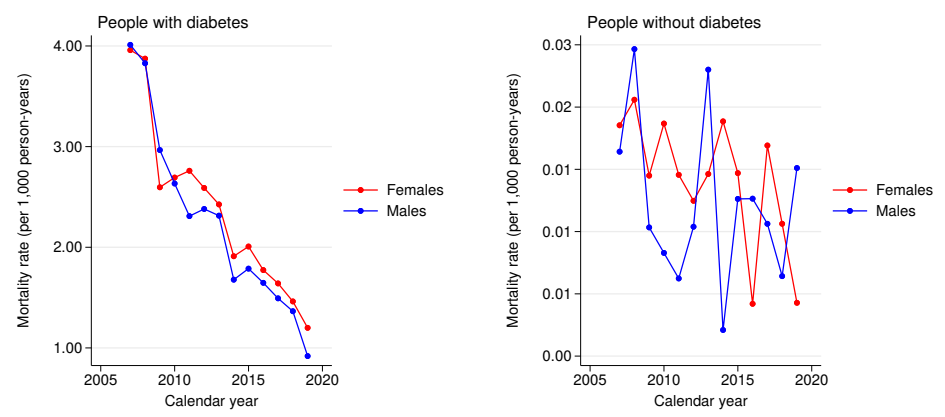 People with diabetes
Mortality rate (per 1,000 person-years)
4.00
3.00
2.00
1.00
2005
2010
2015
2020
Calendar year
Females
Males
People without diabetes
Mortality rate (per 1,000 person-years)
0.03
0.02
0.01
0.01
0.01
0.00
2005
2010
2015
2020
Calendar year
Females
Males